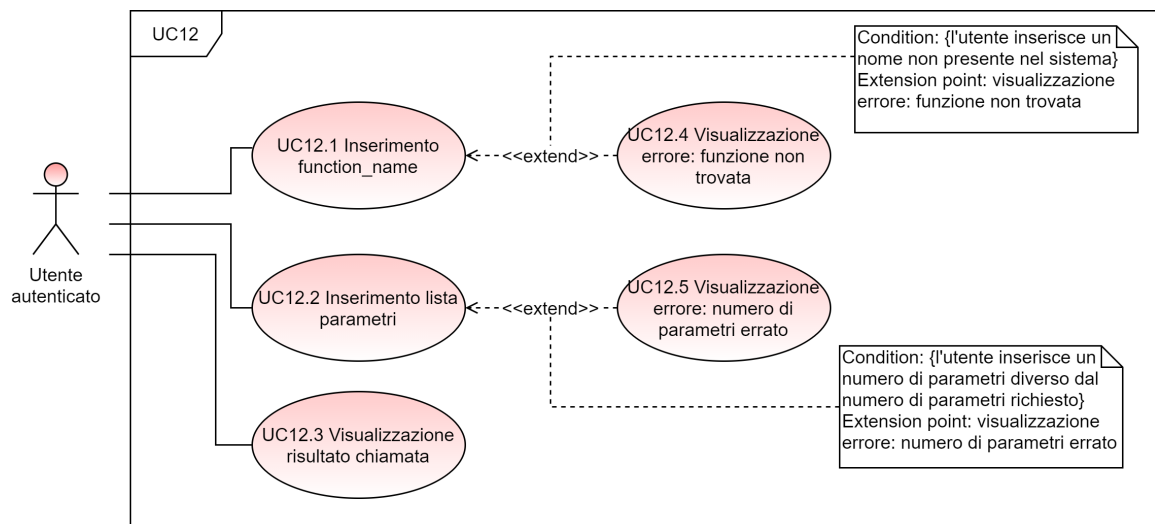 UC12
Condition: {l'utente inserisce un
nome non presente nel sistema}
Extension point: visualizzazione
errore: funzione non trovata
UC12.1 Inserimento
function_name
<<extend>>
UC12.4 Visualizzazione
errore: funzione non
trovata
Utente
autenticato
UC12.2 Inserimento lista
parametri
<<extend>>
UC12.5 Visualizzazione
errore: numero di
parametri errato
Condition: {l'utente inserisce un
numero di parametri diverso dal
numero di parametri richiesto}
Extension point: visualizzazione
errore: numero di parametri errato
UC12.3 Visualizzazione
risultato chiamata